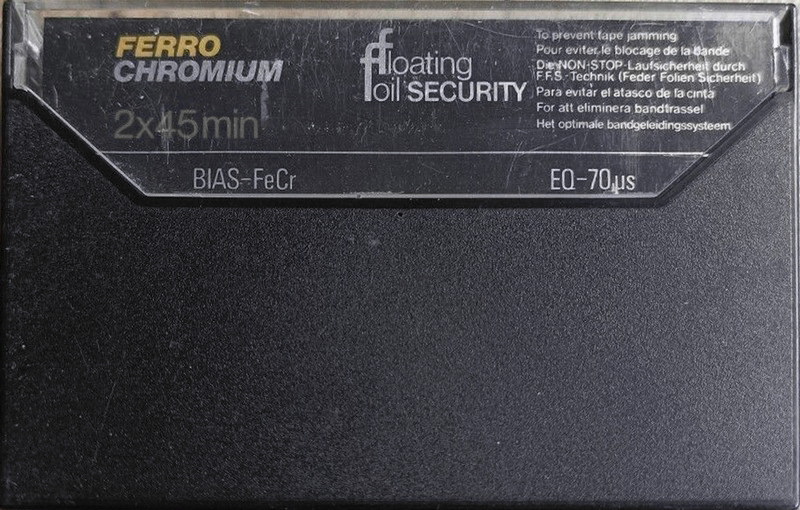 FERRO
CHROMIUM
2x45min
floating
foil SECURITY
To prevent tape jamming
Pour eviter le blocage de la bande
Die NON-STOP-Laufsicherheit durch
F.F.S.-Technik (Feder Folien Sicherheit)
Para evitar el atasco de la cinta
For att eliminera bandtrassel
Het optimale bandgeleidingssysteem
BIAS-FeCr
EQ-70µs